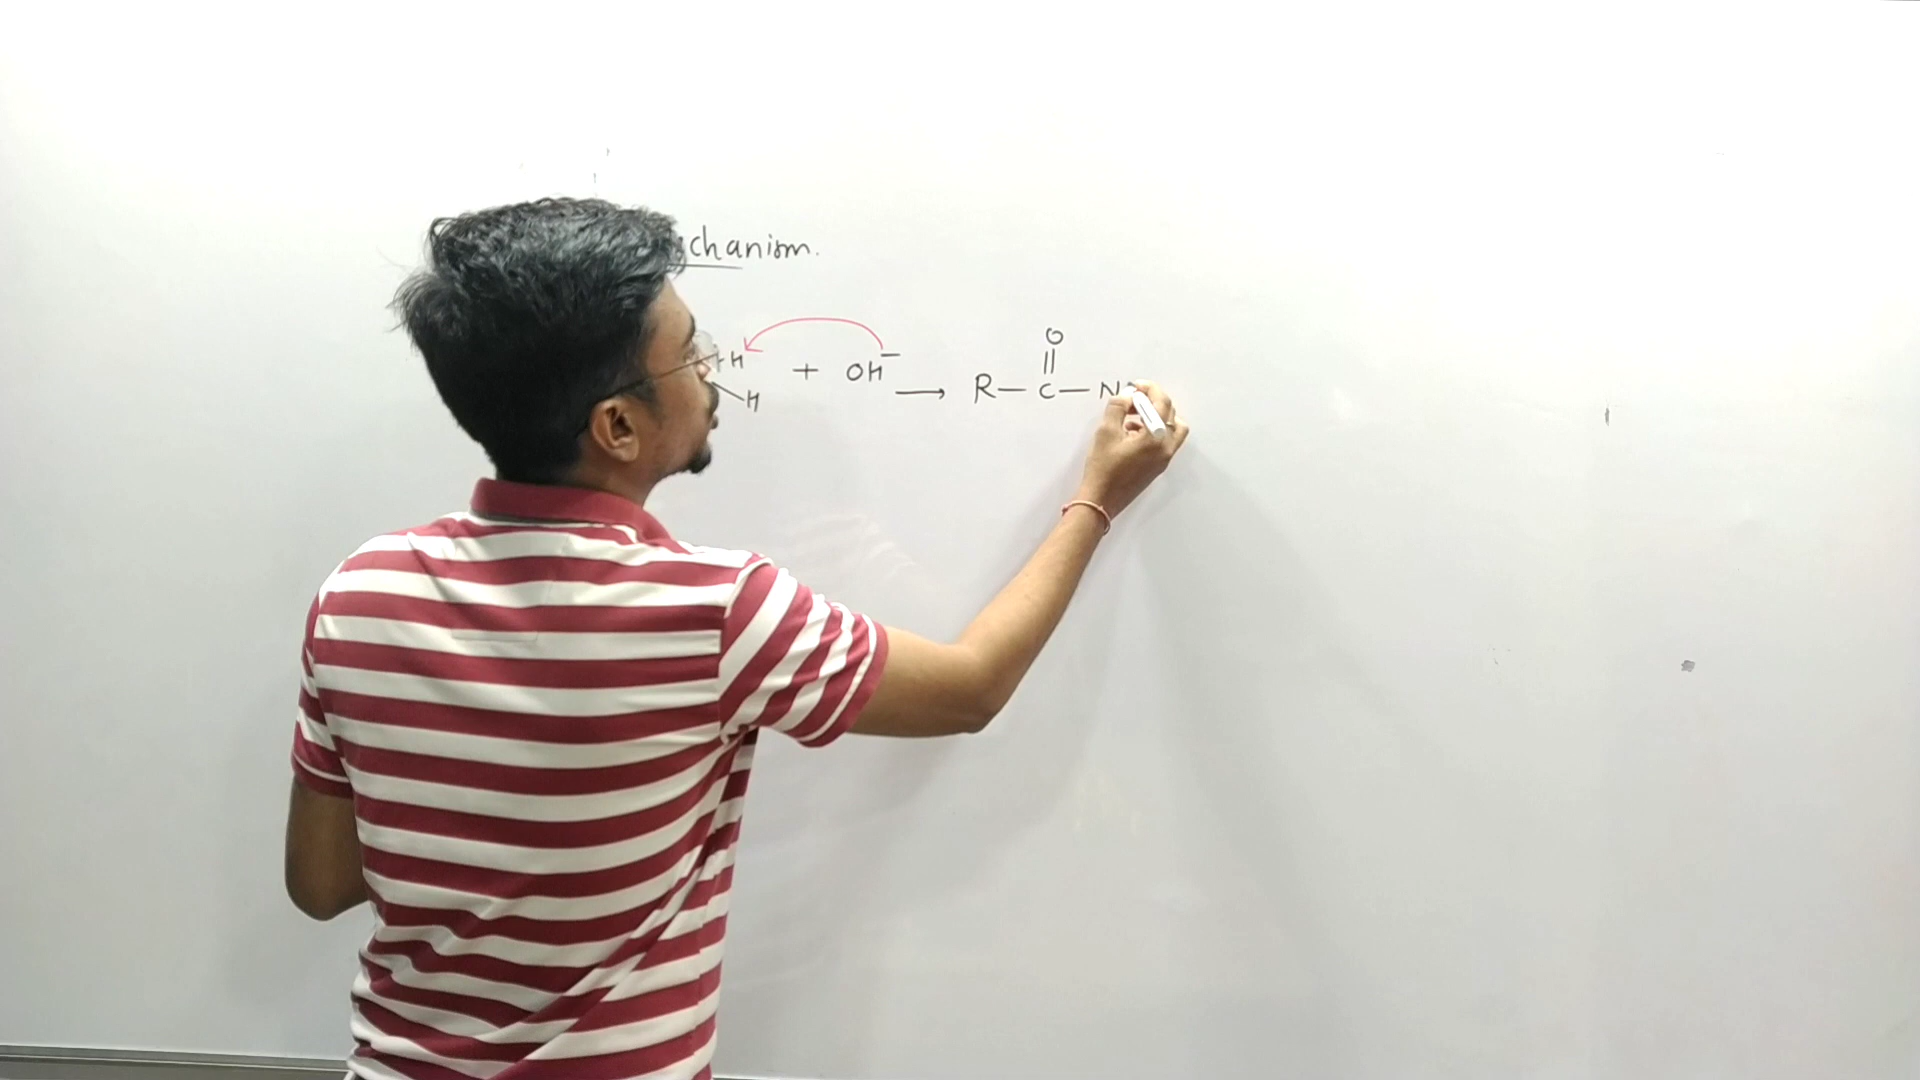 chanism.
O
H + OH⁻ → R—C—N
H